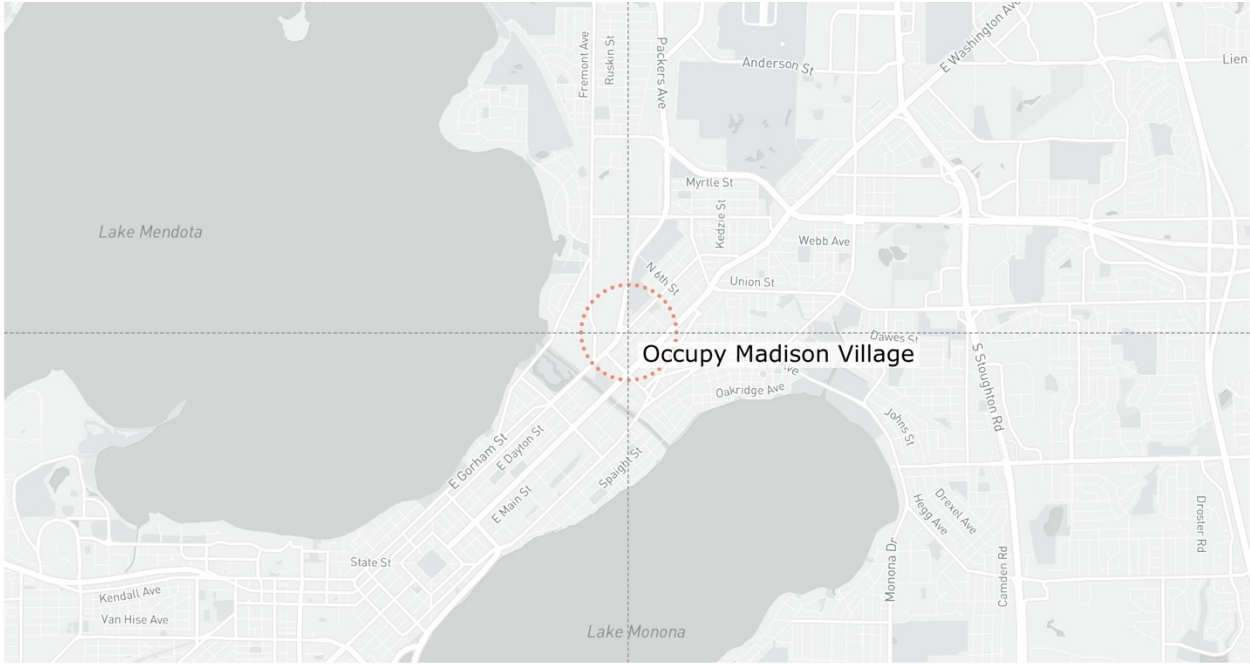 Fremont Ave
Ruskin St
Packers Ave
Anderson St
E Washington Ave
Lien
Myrtle St
Kedzie St
Lake Mendota
Webb Ave
N 6th St
Union St
Dawes St
Occupy Madison Village
ve
S Stoughton Rd
Oakridge Ave
Johns St
E Gorham St
E Dayton St
Spaight St
E Main St
Hegg Ave
Drexel Ave
Droster Rd
State St
Monona Dr
Camden Rd
Kendall Ave
Van Hise Ave
Lake Monona